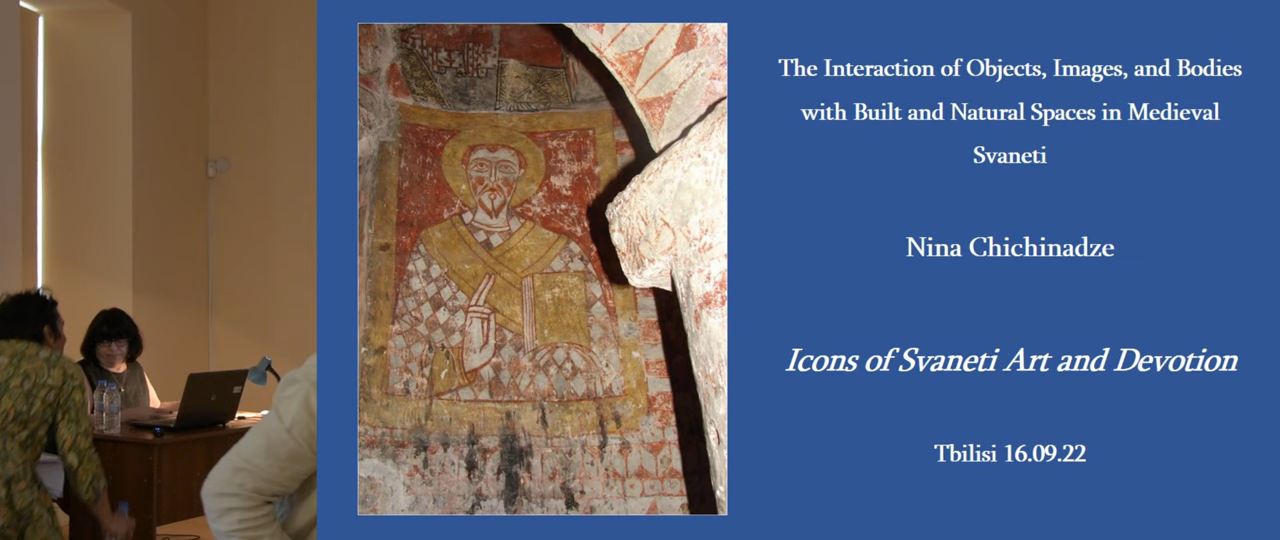 The Interaction of Objects, Images, and Bodies
with Built and Natural Spaces in Medieval
Svaneti
Nina Chichinadze
Icons of Svaneti Art and Devotion
Tbilisi 16.09.22